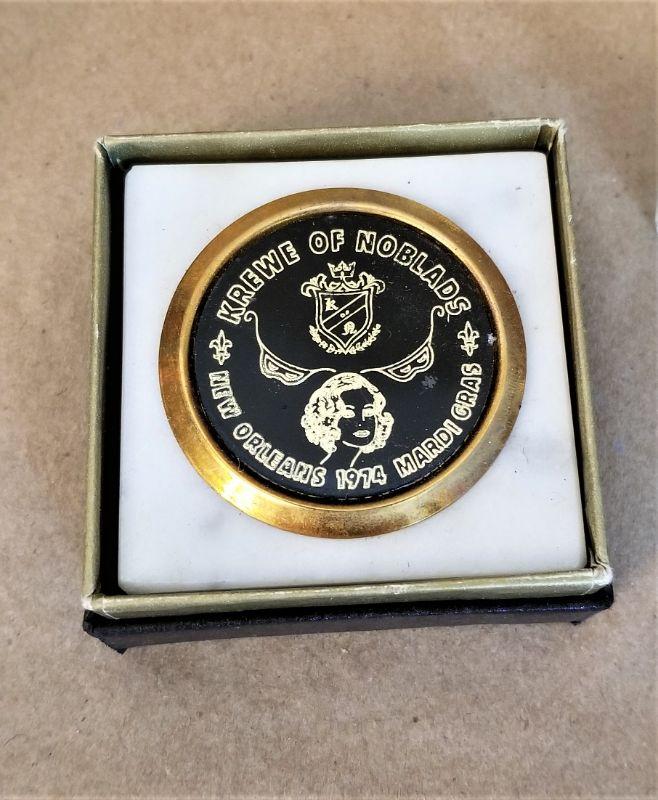 KREWE OF NOBLADS
K
N
NEW ORLEANS 1974 MARDI GRAS